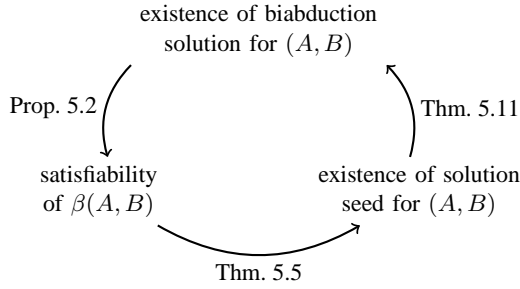 existence of biabduction
solution for (A, B)
Prop. 5.2
Thm. 5.11
satisfiability
of β(A, B)
existence of solution
seed for (A, B)
Thm. 5.5